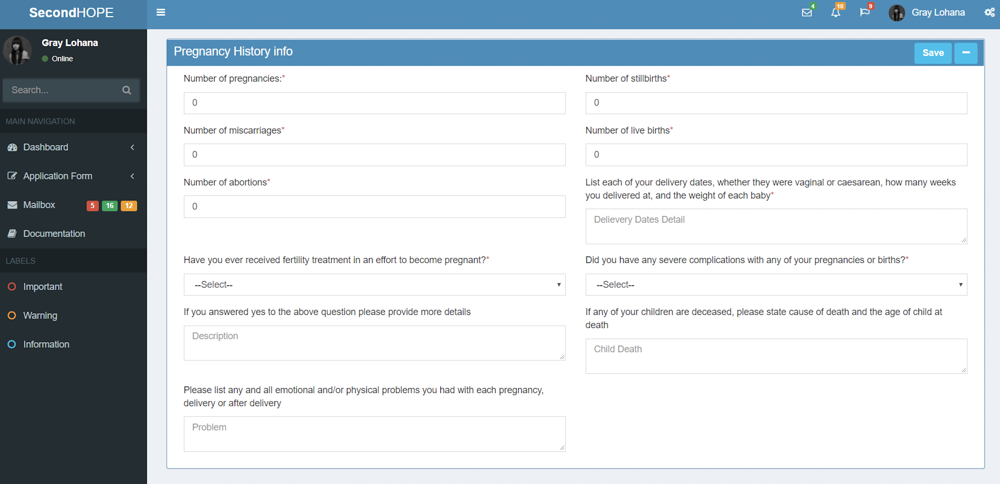 SecondHOPE
4
10
9
Gray Lohana
Gray Lohana
Online
Search...
MAIN NAVIGATION
Dashboard
Application Form
Mailbox 5 16 12
Documentation
LABELS
Important
Warning
Information
Pregnancy History info
Save
Number of pregnancies:*
0
Number of stillbirths*
0
Number of miscarriages*
0
Number of live births*
0
Number of abortions*
0
List each of your delivery dates, whether they were vaginal or caesarean, how many weeks
you delivered at, and the weight of each baby*
Delievery Dates Detail
Have you ever received fertility treatment in an effort to become pregnant?*
--Select--
Did you have any severe complications with any of your pregnancies or births?*
--Select--
If you answered yes to the above question please provide more details
Description
If any of your children are deceased, please state cause of death and the age of child at
death
Child Death
Please list any and all emotional and/or physical problems you had with each pregnancy,
delivery or after delivery
Problem